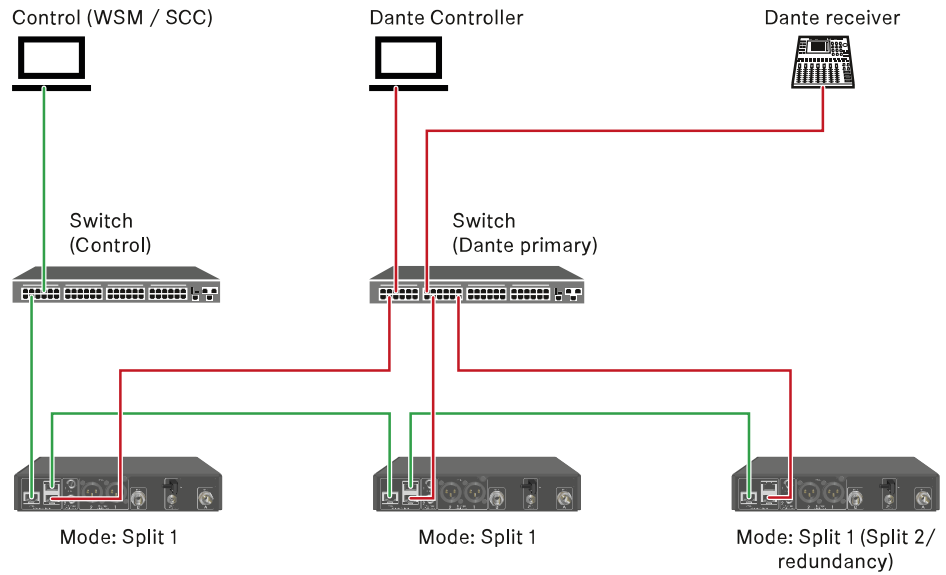 Control (WSM / SCC)
Dante Controller
Dante receiver
Switch
(Control)
Switch
(Dante primary)
Mode: Split 1
Mode: Split 1
Mode: Split 1 (Split 2/
redundancy)